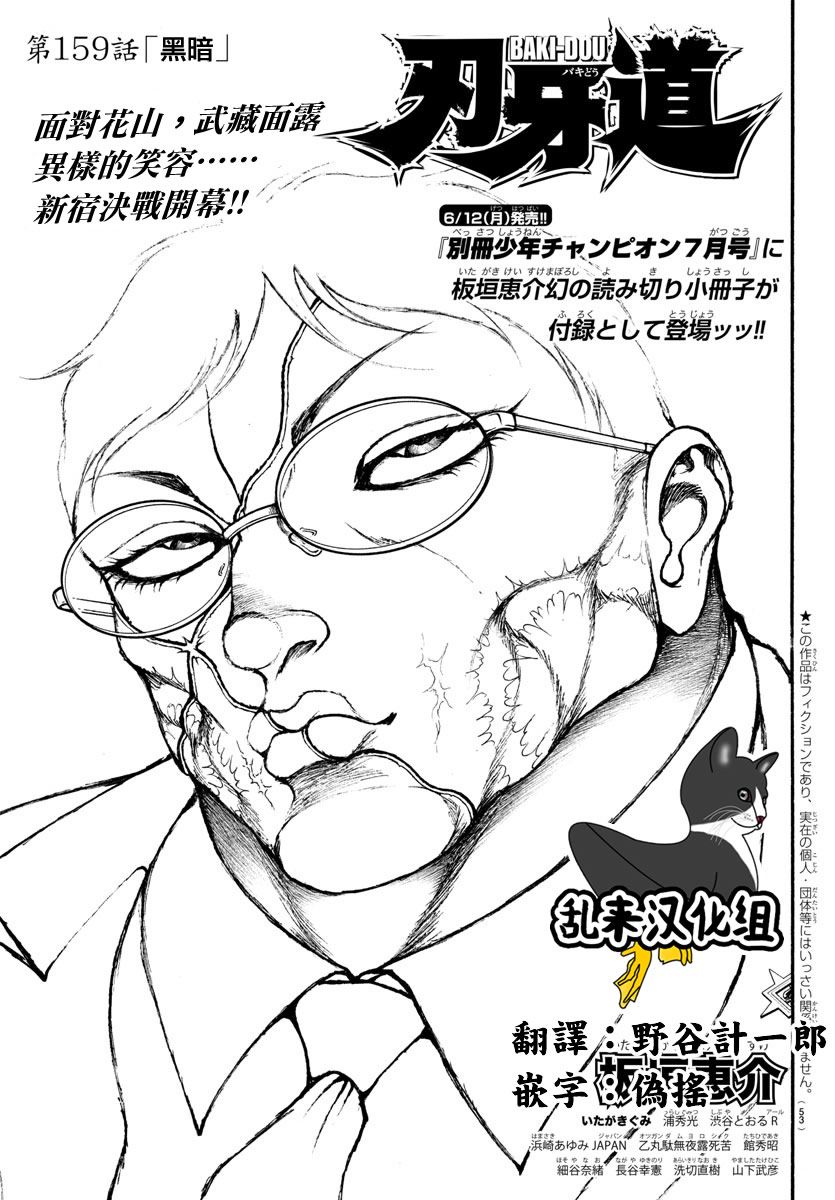 第159話「黑暗」
BAKI-DOU
刃牙道
バキどう
面對花山，武藏面露
異樣的笑容……
新宿決戰開幕!!
6/12(月)発売!!
『別冊少年チャンピオン7月号』に
板垣恵介幻の読み切り小冊子が
付録として登場ッッ!!
★この作品はフィクションであり、実在の個人・団体等にはいっさい関
ません。
(53)
乱来汉化组
翻譯：野谷計一郎
嵌字：偽搖
恵介
いたがきぐみ 浦秀光 渋谷とおるR
浜崎あゆみJAPAN 乙丸駄無夜露死苦 館秀昭
細谷奈緒 長谷幸憲 洗切直樹 山下武彦